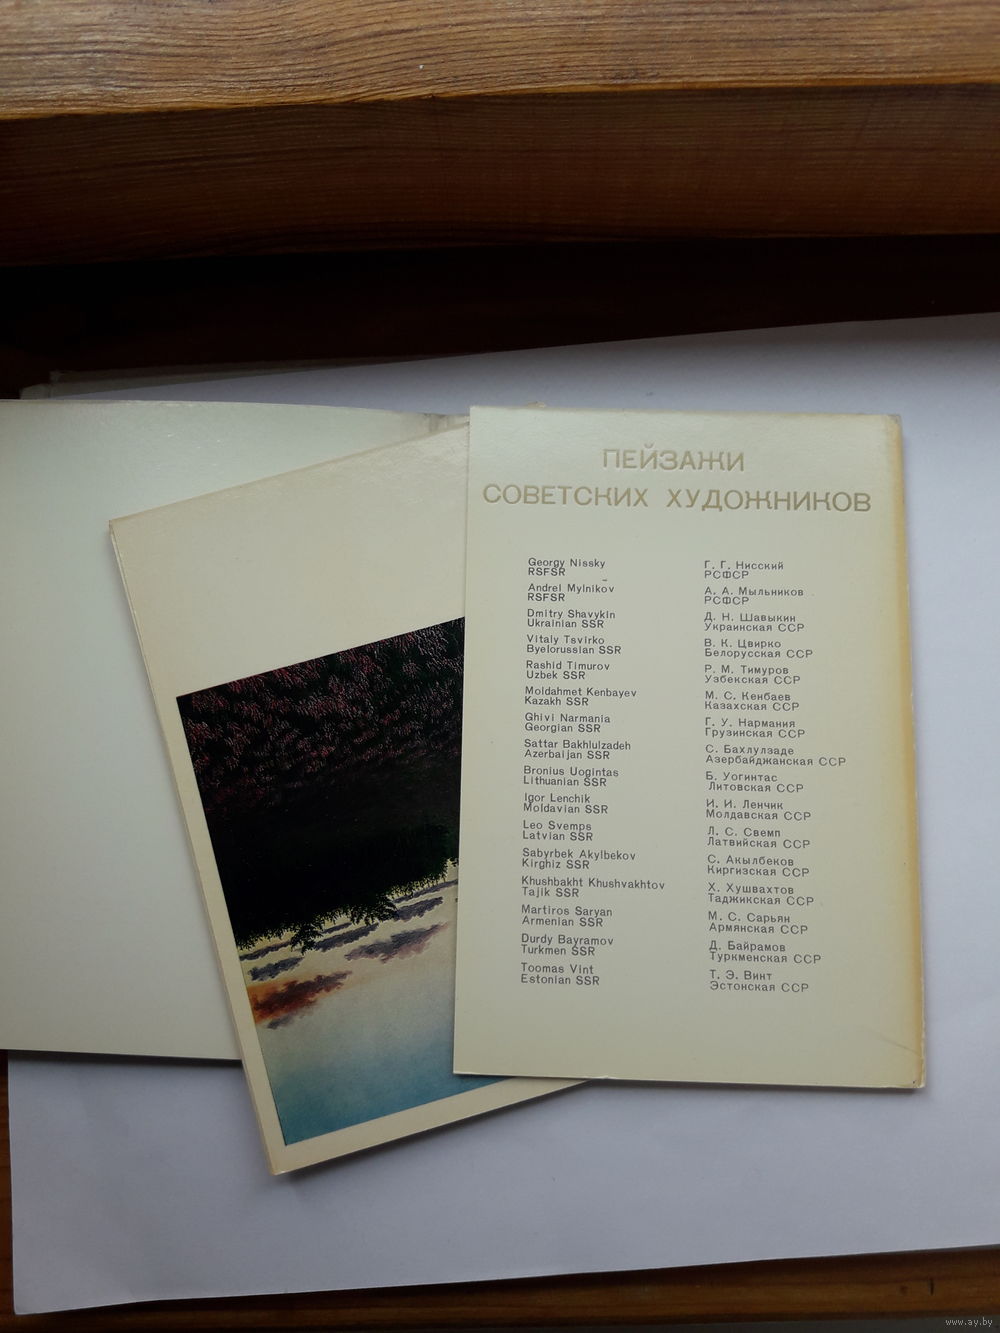 ПЕЙЗАЖИ
СОВЕТСКИХ ХУДОЖНИКОВ
Georgy Nissky
RSFSR
Andrei Mylnikov
RSFSR
Dmitry Shavykin
Ukrainian SSR
Vitaly Tsvirko
Byelorussian SSR
Rashid Timurov
Uzbek SSR
Moldahmet Kenbayev
Kazakh SSR
Ghivi Narmania
Georgian SSR
Sattar Bakhlulzadeh
Azerbaijan SSR
Bronius Uogintas
Lithuanian SSR
Igor Lenchik
Moldavian SSR
Leo Svemps
Latvian SSR
Sabyrbek Akylbekov
Kirghiz SSR
Khushbakht Khushvakhtov
Tajik SSR
Martiros Saryan
Armenian SSR
Durdy Bayramov
Turkmen SSR
Toomas Vint
Estonian SSR
Г. Г. Нисский
РСФСР
А. А. Мыльников
РСФСР
Д. Н. Шавыкин
Украинская ССР
В. К. Цвирко
Белорусская ССР
Р. М. Тимуров
Узбекская ССР
М. С. Кенбаев
Казахская ССР
Г. У. Нармания
Грузинская ССР
С. Бахлулзаде
Азербайджанская ССР
Б. Уогинтас
Литовская ССР
И. И. Ленчик
Молдавская ССР
Л. С. Свемп
Латвийская ССР
С. Акылбеков
Киргизская ССР
Х. Хушвахтов
Таджикская ССР
М. С. Сарьян
Армянская ССР
Д. Байрамов
Туркменская ССР
Т. Э. Винт
Эстонская ССР
www.ay.by